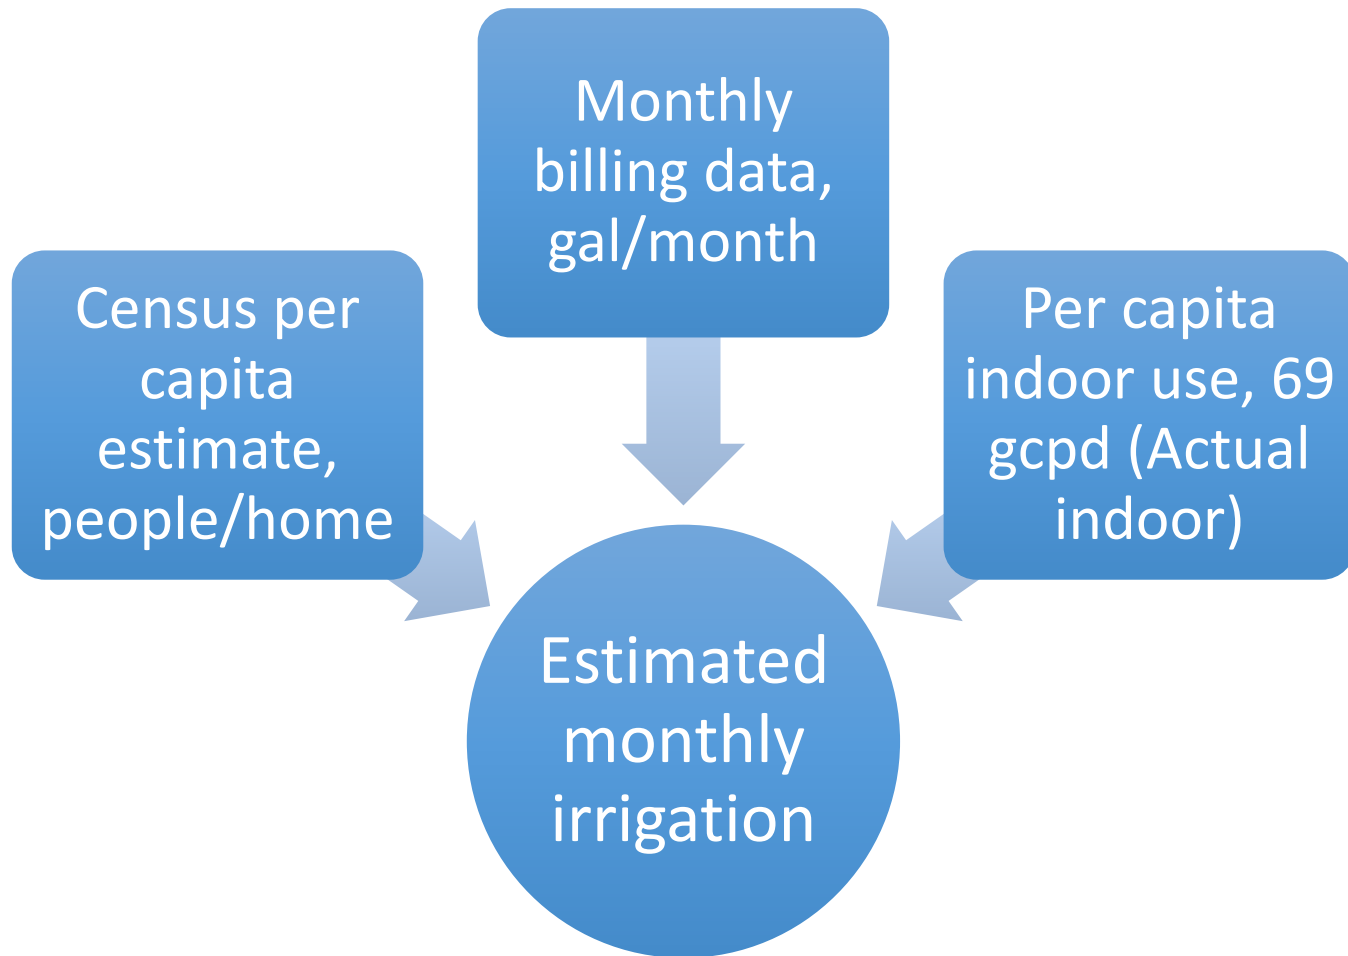 Monthly
billing data,
gal/month
Census per
capita
estimate,
people/home
Per capita
indoor use, 69
gcpd (Actual
indoor)
Estimated
monthly
irrigation